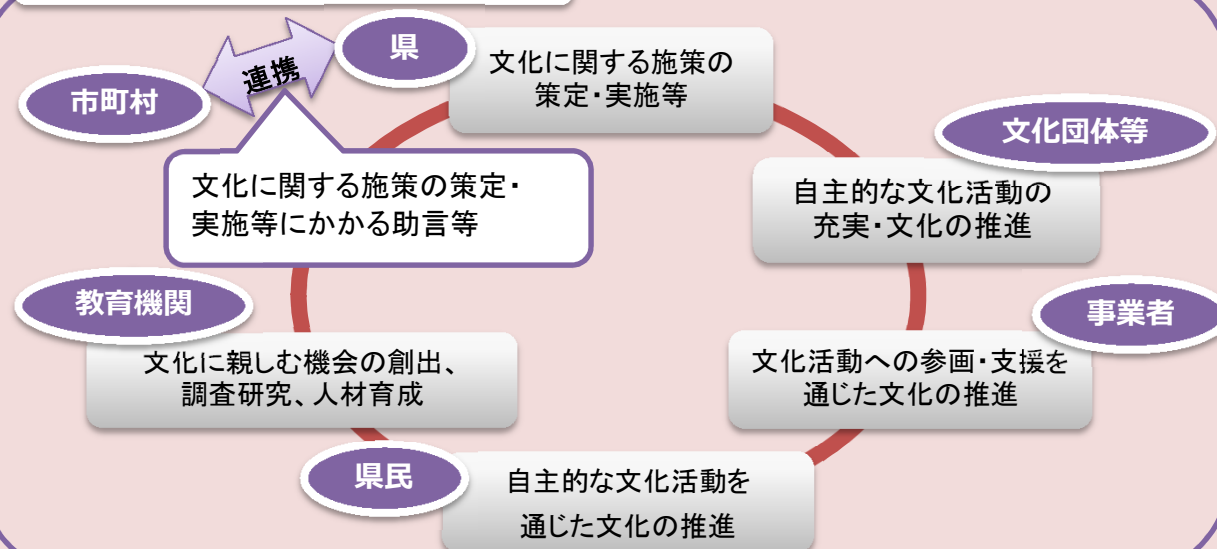 県
連携
市町村
文化に関する施策の
策定・実施等
文化に関する施策の策定・
実施等にかかる助言等
文化団体等
自主的な文化活動の
充実・文化の推進
教育機関
文化に親しむ機会の創出、
調査研究、人材育成
事業者
文化活動への参画・支援を
通じた文化の推進
県民
自主的な文化活動を
通じた文化の推進